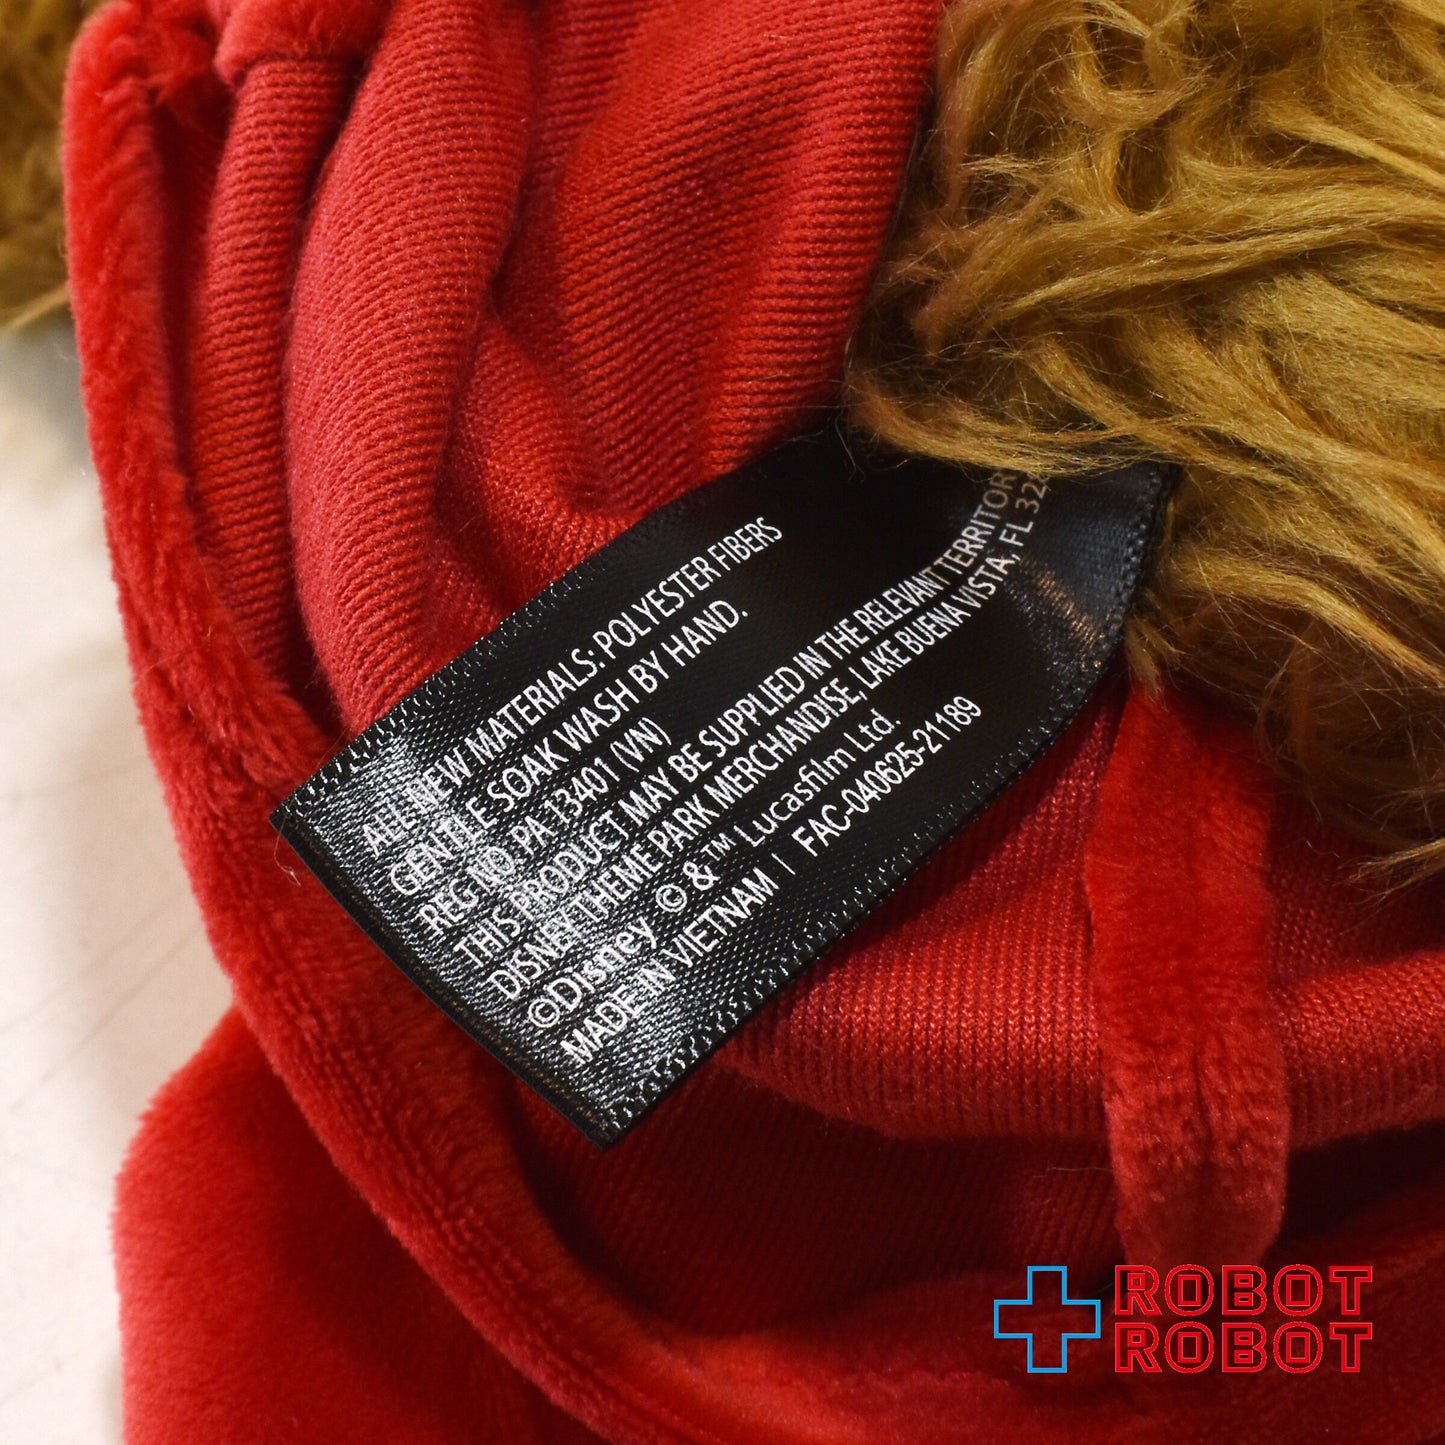 ALL NEW MATERIALS: POLYESTER FIBERS
GENTLE SOAK WASH BY HAND.
REG NO. PA 13401 (VN)
THIS PRODUCT MAY BE SUPPLIED IN THE RELEVANT
DISNEY THEME PARK MERCHANDISE, LAKE BUENA VISTA, FL
©Disney © &™ Lucasfilm Ltd.
MADE IN VIETNAM | FAC-040625-21189
ROBOT
ROBOT